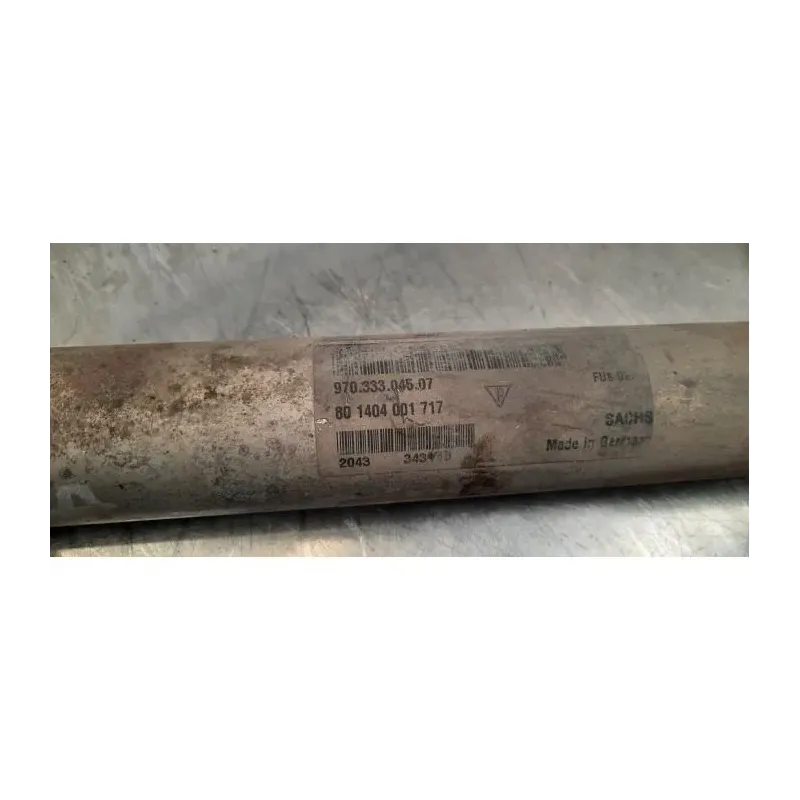 970.333.045.07
80 1404 001 717
2043
SACHS
Made in Germany